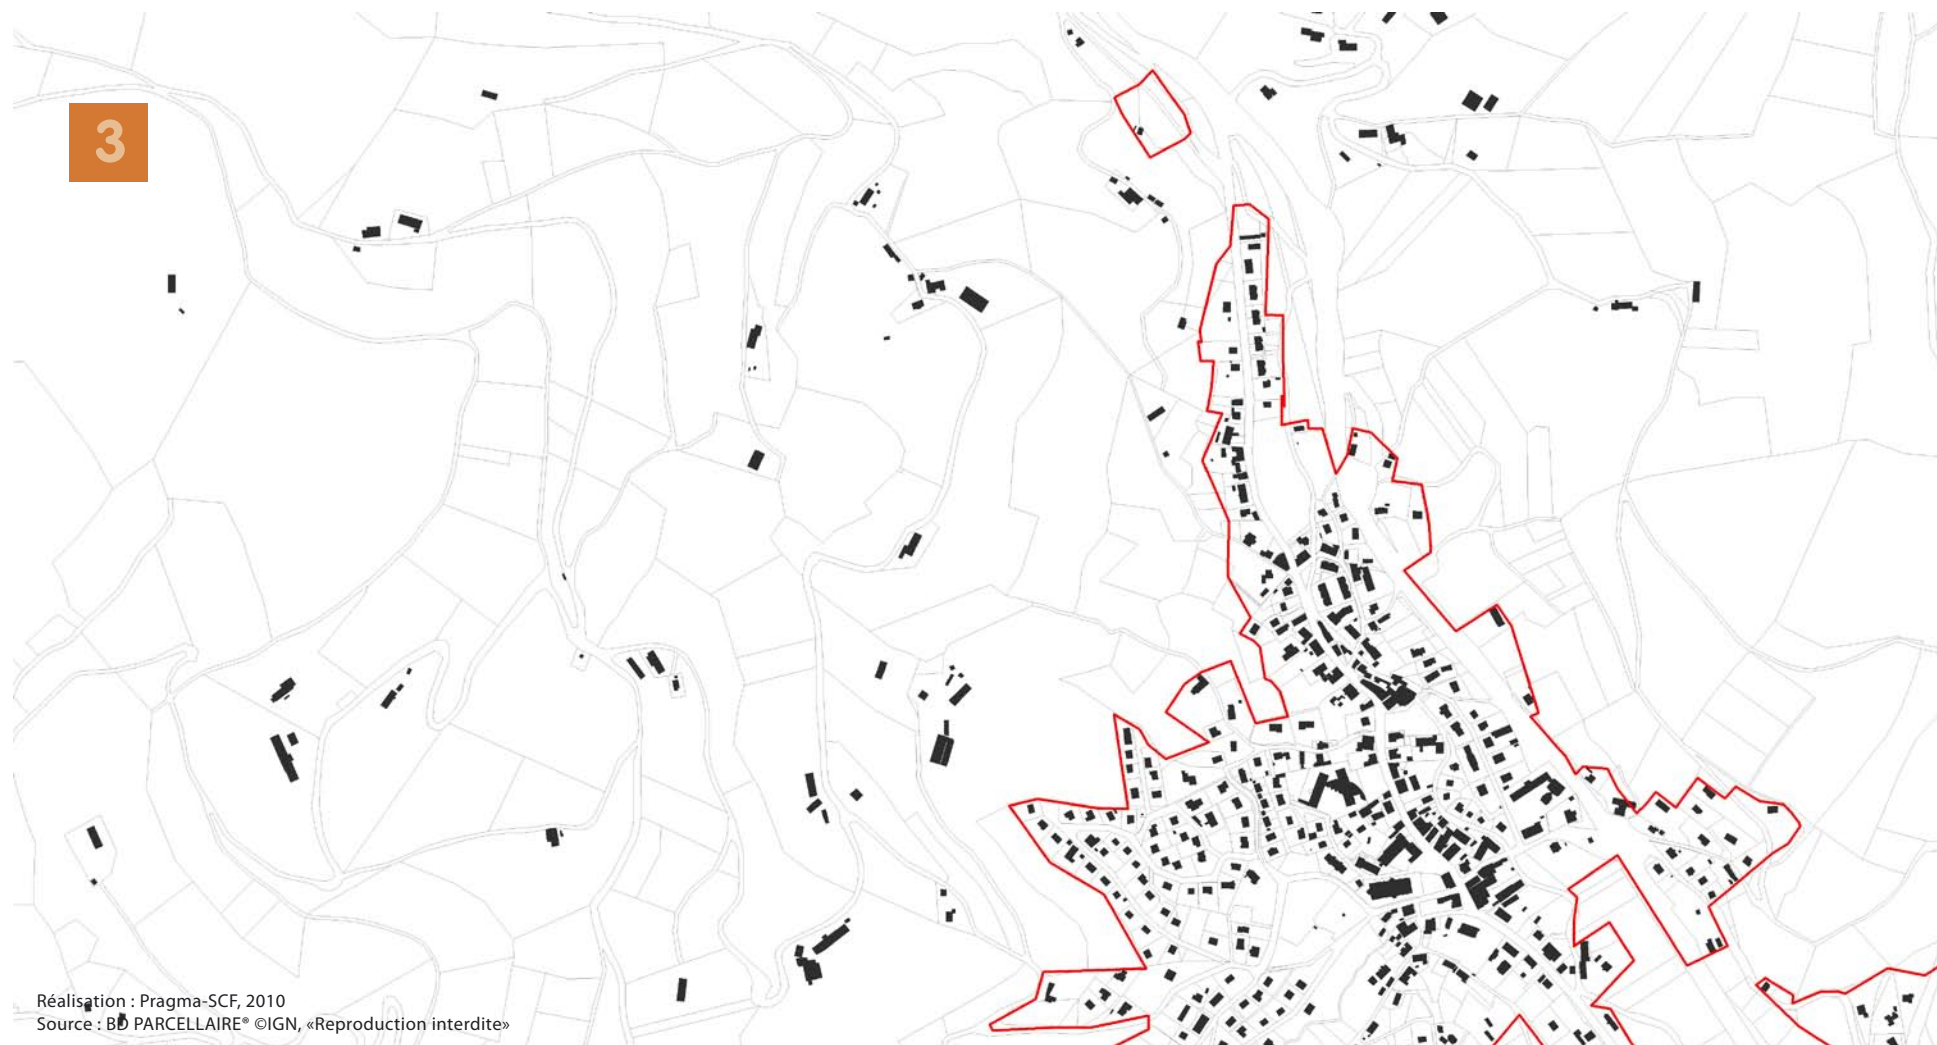 3
Réalisation : Pragma-SCF, 2010
Source : BD PARCELLAIRE® ©IGN, «Reproduction interdite»